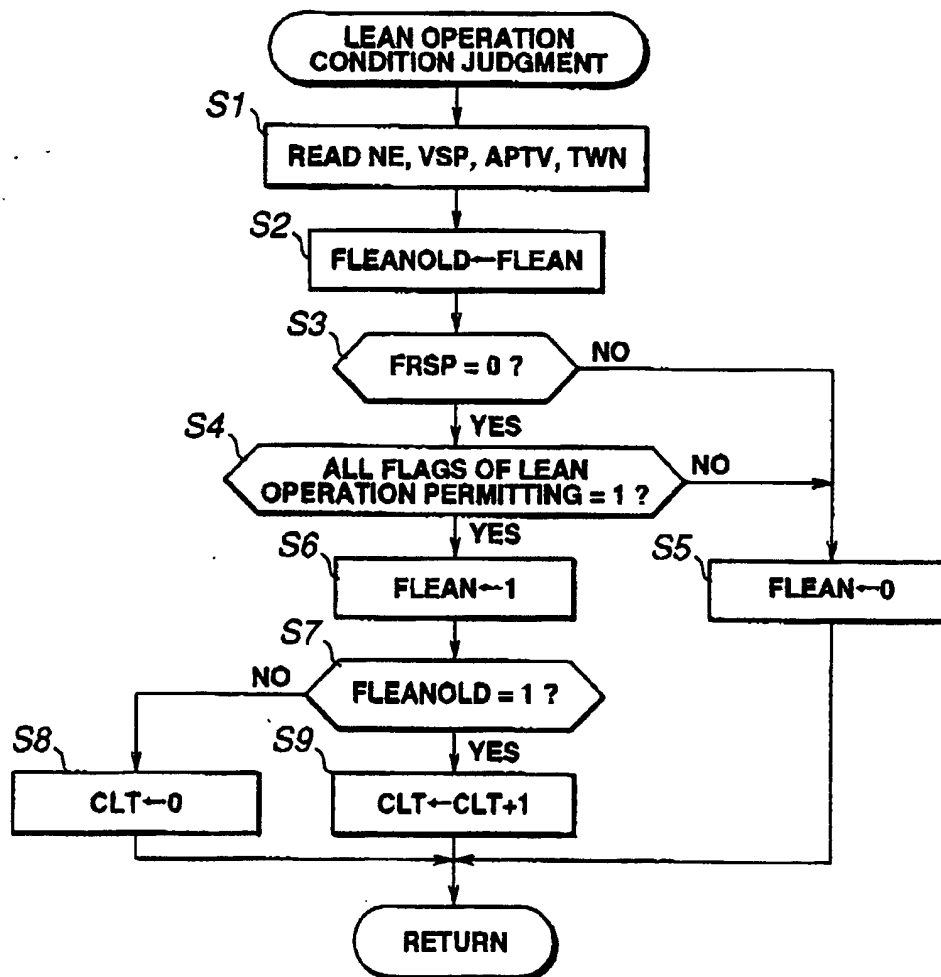 LEAN OPERATION
CONDITION JUDGMENT
S1
READ NE, VSP, APTV, TWN
S2
FLEANOLD←FLEAN
S3
FRSP = 0 ?
NO
YES
S4
ALL FLAGS OF LEAN
OPERATION PERMITTING = 1 ?
NO
YES
S6
FLEAN←1
S5
FLEAN←0
S7
FLEANOLD = 1 ?
NO
YES
S8
CLT←0
S9
CLT←CLT+1
RETURN